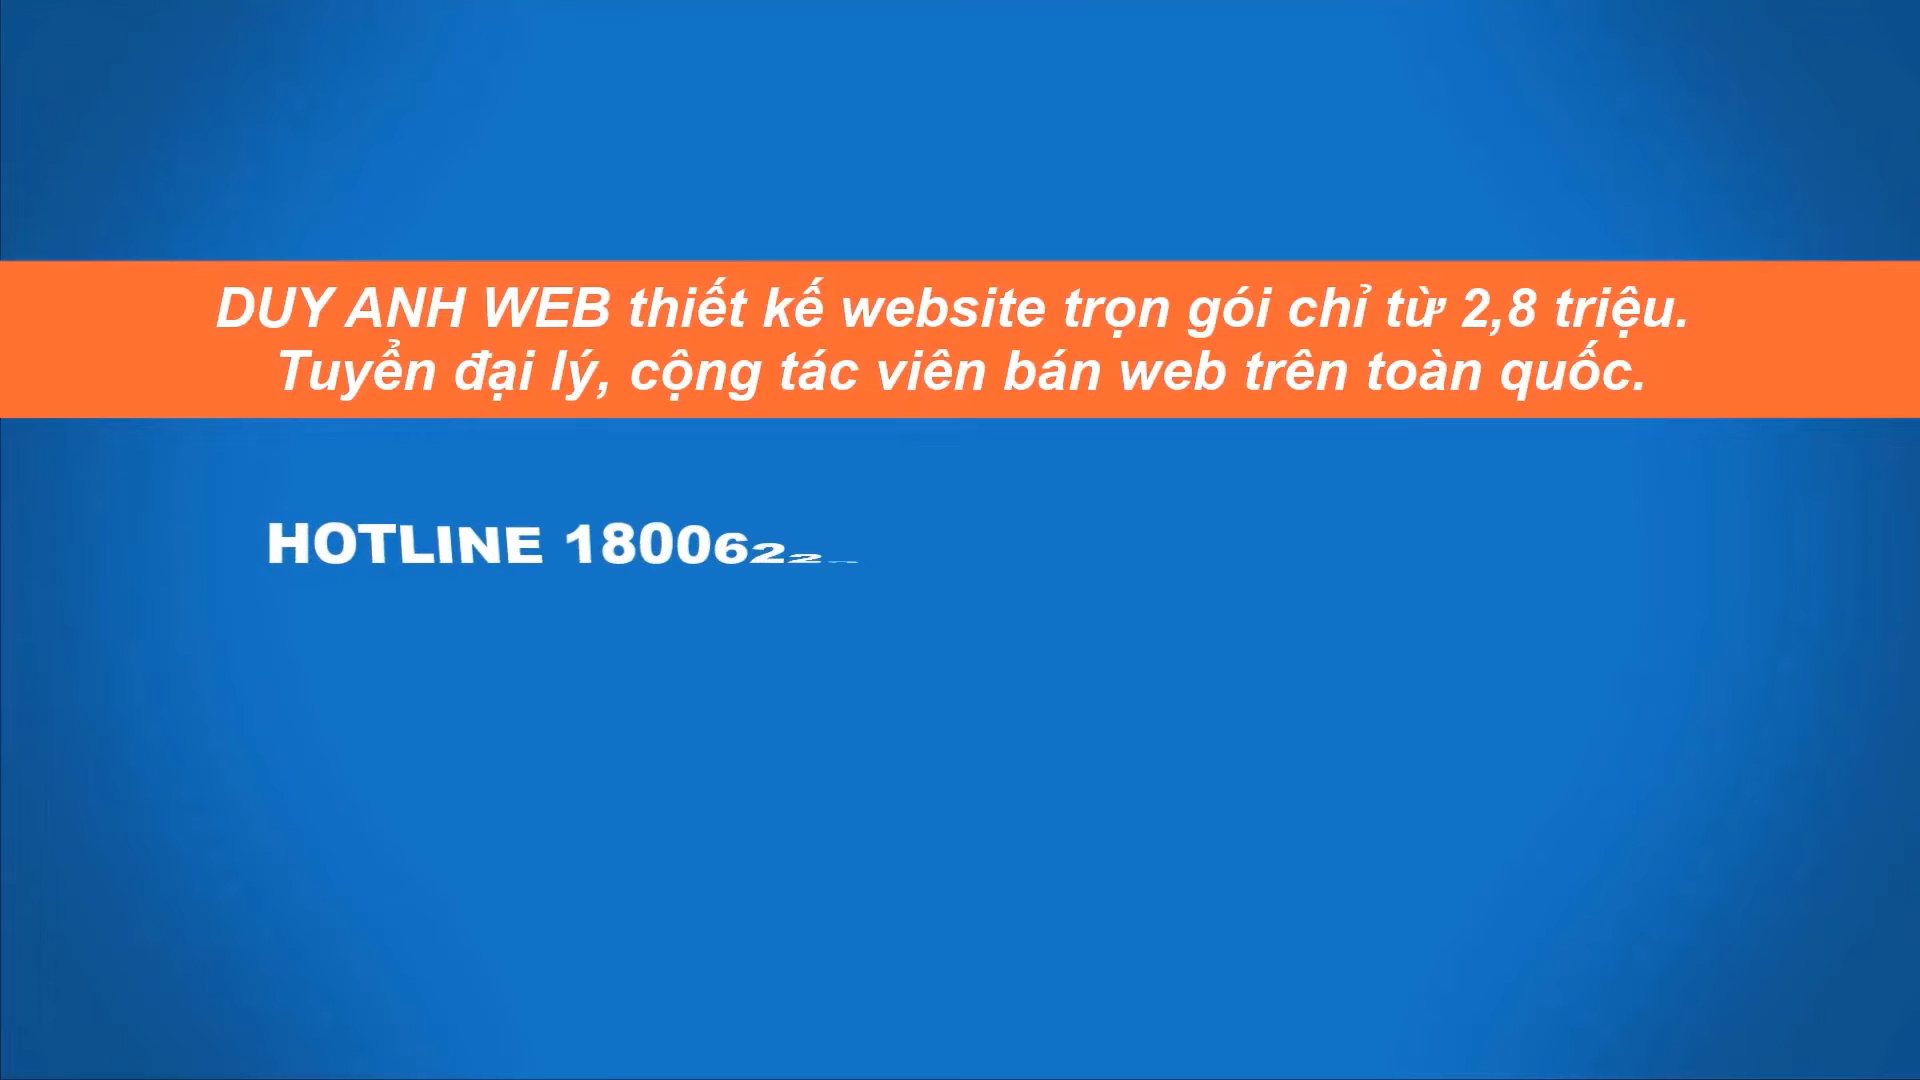 DUY ANH WEB thiết kế website trọn gói chỉ từ 2,8 triệu.
Tuyển đại lý, cộng tác viên bán web trên toàn quốc.
HOTLINE